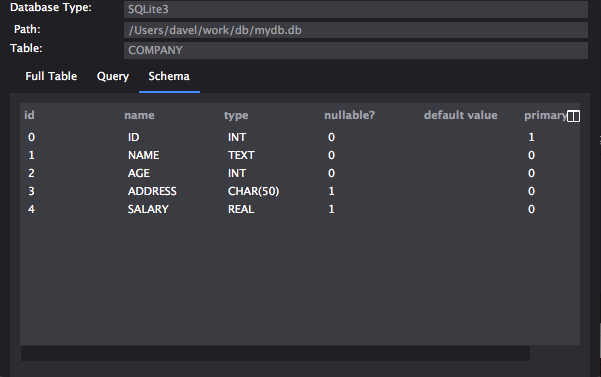 Database Type: SQLite3
Path: /Users/davel/work/db/mydb.db
Table: COMPANY
Full Table Query Schema
id name type nullable? default value primary
0 ID INT 0 1
1 NAME TEXT 0 0
2 AGE INT 0 0
3 ADDRESS CHAR(50) 1 0
4 SALARY REAL 1 0